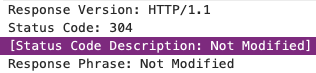 Response Version: HTTP/1.1
Status Code: 304
[Status Code Description: Not Modified]
Response Phrase: Not Modified